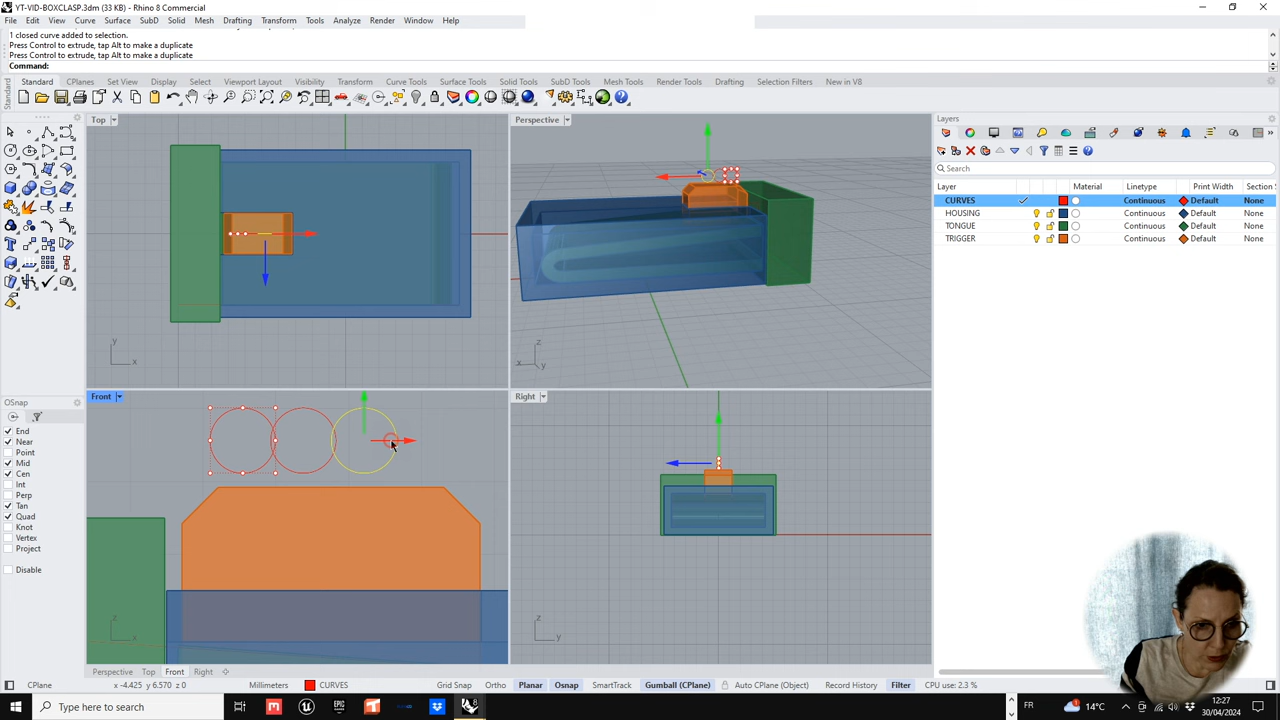 YT-VID-BOXCLASP.3dm (33 KB) - Rhino 8 Commercial
File Edit View Curve Surface SubD Solid Mesh Drafting Transform Tools Analyze Render Window Help
1 closed curve added to selection.
Press Control to extrude, tap Alt to make a duplicate
Press Control to extrude, tap Alt to make a duplicate
Command:
Standard CPlanes Set View Display Select Viewport Layout Visibility Transform Curve Tools Surface Tools Solid Tools SubD Tools Mesh Tools Render Tools Drafting Selection Filters New in V8
Standard
Top
Perspective
Layers
Search
Layer Material Linetype Print Width Section S
CURVES Continuous Default None
HOUSING Continuous Default None
TONGUE Continuous Default None
TRIGGER Continuous Default None
y
x
z
x
y
Front
Right
OSnap
End
Near
Point
Mid
Cen
Int
Perp
Tan
Quad
Knot
Vertex
Project
Disable
z
x
z
y
Perspective Top Front Right
CPlane x -4.425 y 6.570 z 0 Millimeters CURVES Grid Snap Ortho Planar Osnap SmartTrack Gumball (CPlane) Auto CPlane (Object) Record History Filter CPU use: 2.3 %
Type here to search
14°C
FR
12:27
30/04/2024